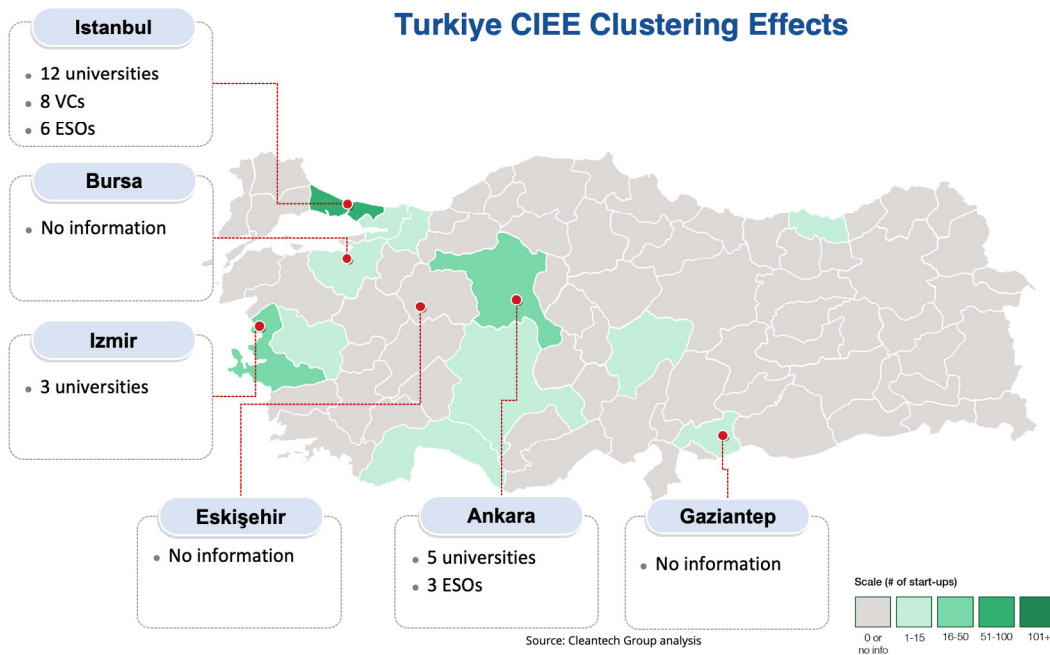 Turkiye CIEE Clustering Effects
Istanbul
• 12 universities
• 8 VCs
• 6 ESOs
Bursa
• No information
Izmir
• 3 universities
Eskişehir
• No information
Ankara
• 5 universities
• 3 ESOs
Gaziantep
• No information
Scale (# of start-ups)
0 or no info
1-15
16-50
51-100
101+
Source: Cleantech Group analysis